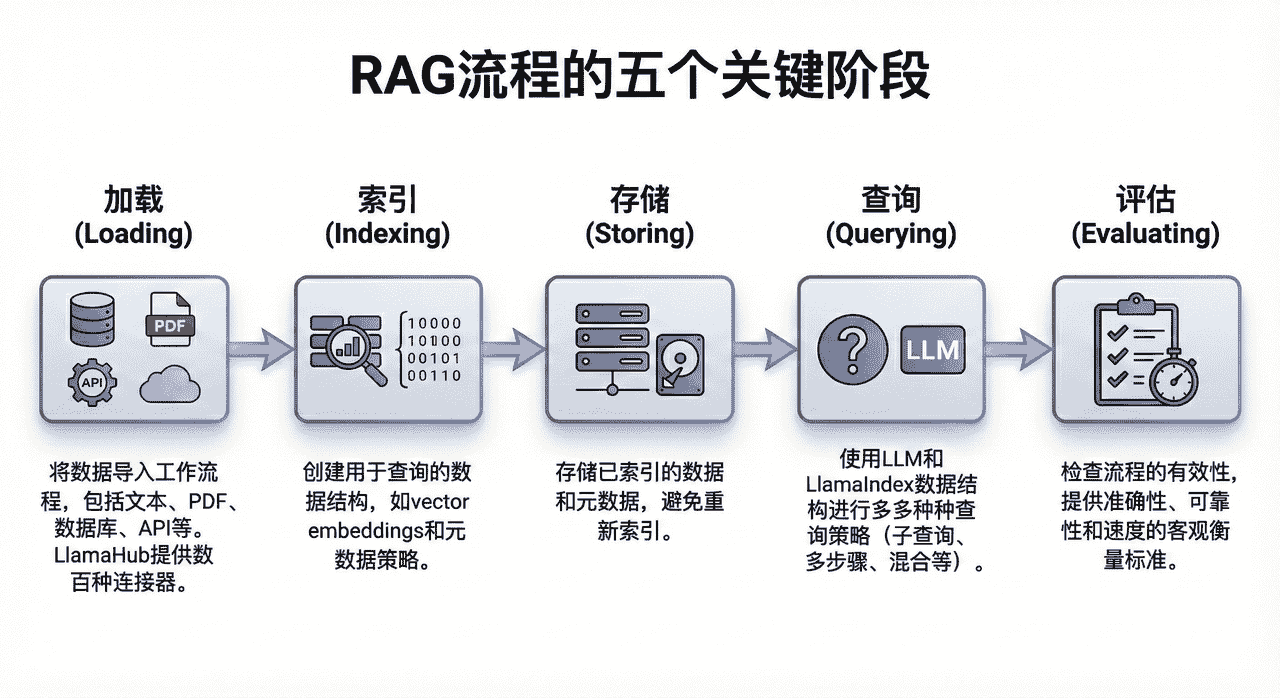 RAG流程的五个关键阶段
加载
(Loading)
索引
(Indexing)
存储
(Storing)
查询
(Querying)
评估
(Evaluating)
PDF
API
10000
10100
00101
00110
?
LLM
将数据导入工作流
程，包括文本、PDF、
数据库、API等。
LlamaHub提供数
百种连接器。
创建用于查询的数
据结构，如vector
embeddings和元
数据策略。
存储已索引的数据
和元数据，避免重
新索引。
使用LLM和
LlamaIndex数据结
构进行多多种种查
询策略（子查询、
多步骤、混合等）。
检查流程的有效性，
提供准确性、可靠
性和速度的客观衡
量标准。